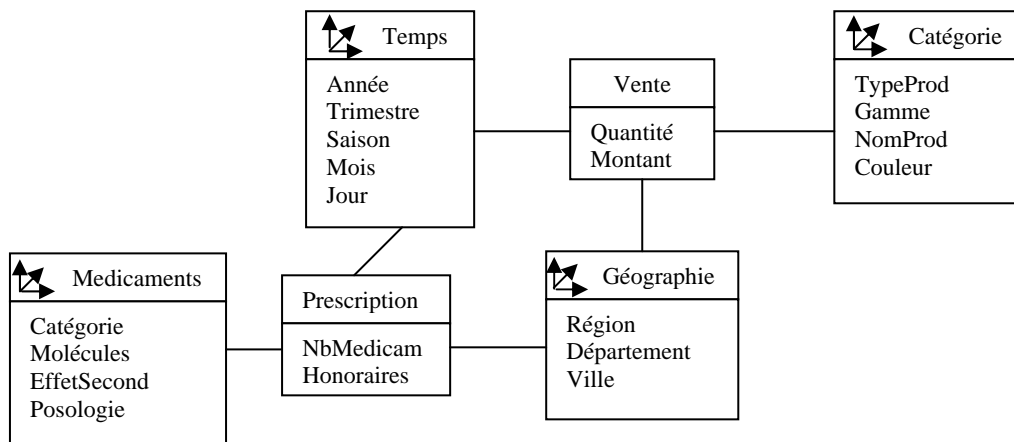 Temps
Année
Trimestre
Saison
Mois
Jour
Vente
Quantité
Montant
Catégorie
TypeProd
Gamme
NomProd
Couleur
Medicaments
Catégorie
Molécules
EffetSecond
Posologie
Prescription
NbMedicam
Honoraires
Géographie
Région
Département
Ville